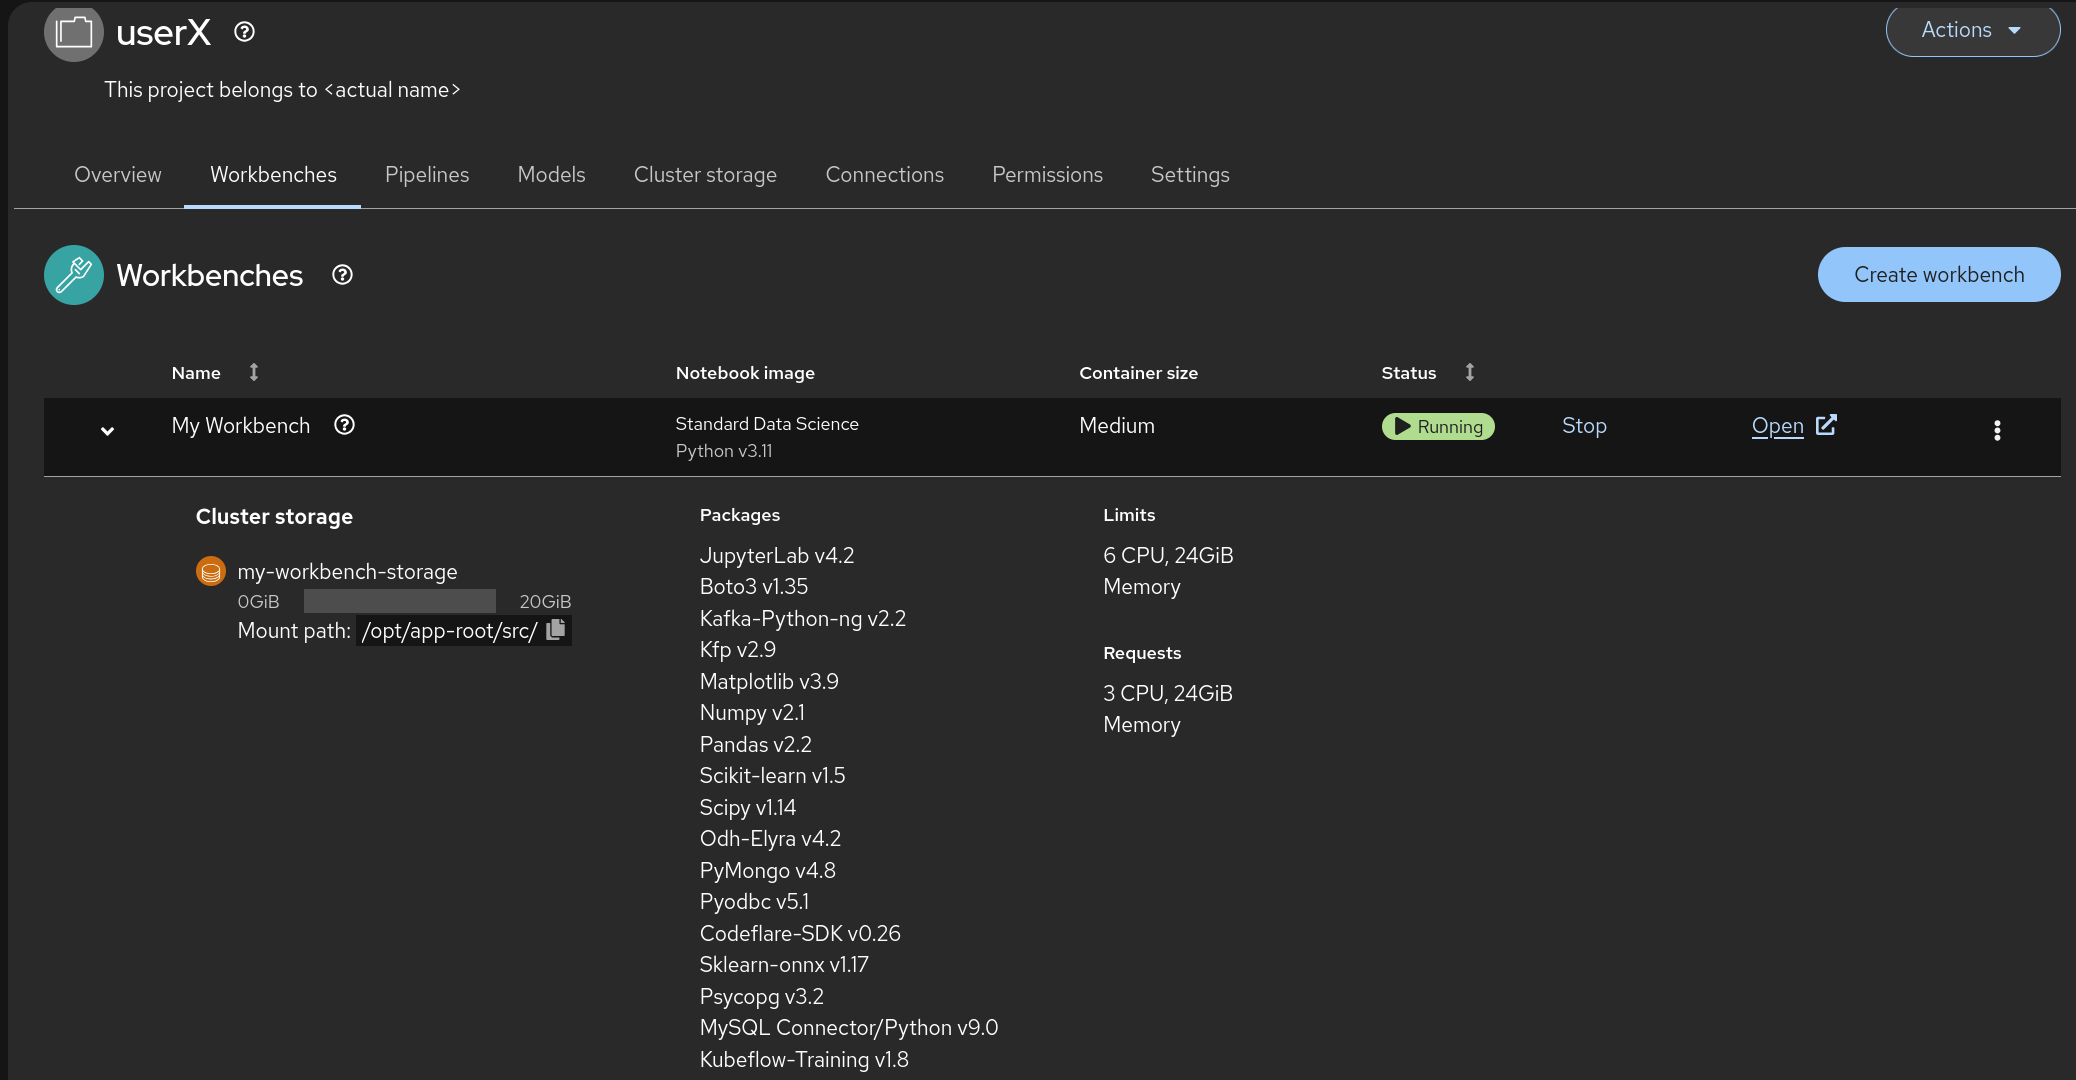 userX
Actions
This project belongs to <actual name>
Overview Workbenches Pipelines Models Cluster storage Connections Permissions Settings
Workbenches
Create workbench
Name Notebook image Container size Status
My Workbench Standard Data Science Medium Running Stop Open
Python v3.11
Cluster storage
my-workbench-storage
0GiB 20GiB
Mount path: /opt/app-root/src/
Packages
JupyterLab v4.2
Boto3 v1.35
Kafka-Python-ng v2.2
Kfp v2.9
Matplotlib v3.9
Numpy v2.1
Pandas v2.2
Scikit-learn v1.5
Scipy v1.14
Odh-Elyra v4.2
PyMongo v4.8
Pyodbc v5.1
Codeflare-SDK v0.26
Sklearn-onnx v1.17
Psycopg v3.2
MySQL Connector/Python v9.0
Kubeflow-Training v1.8
Limits
6 CPU, 24GiB
Memory
Requests
3 CPU, 24GiB
Memory